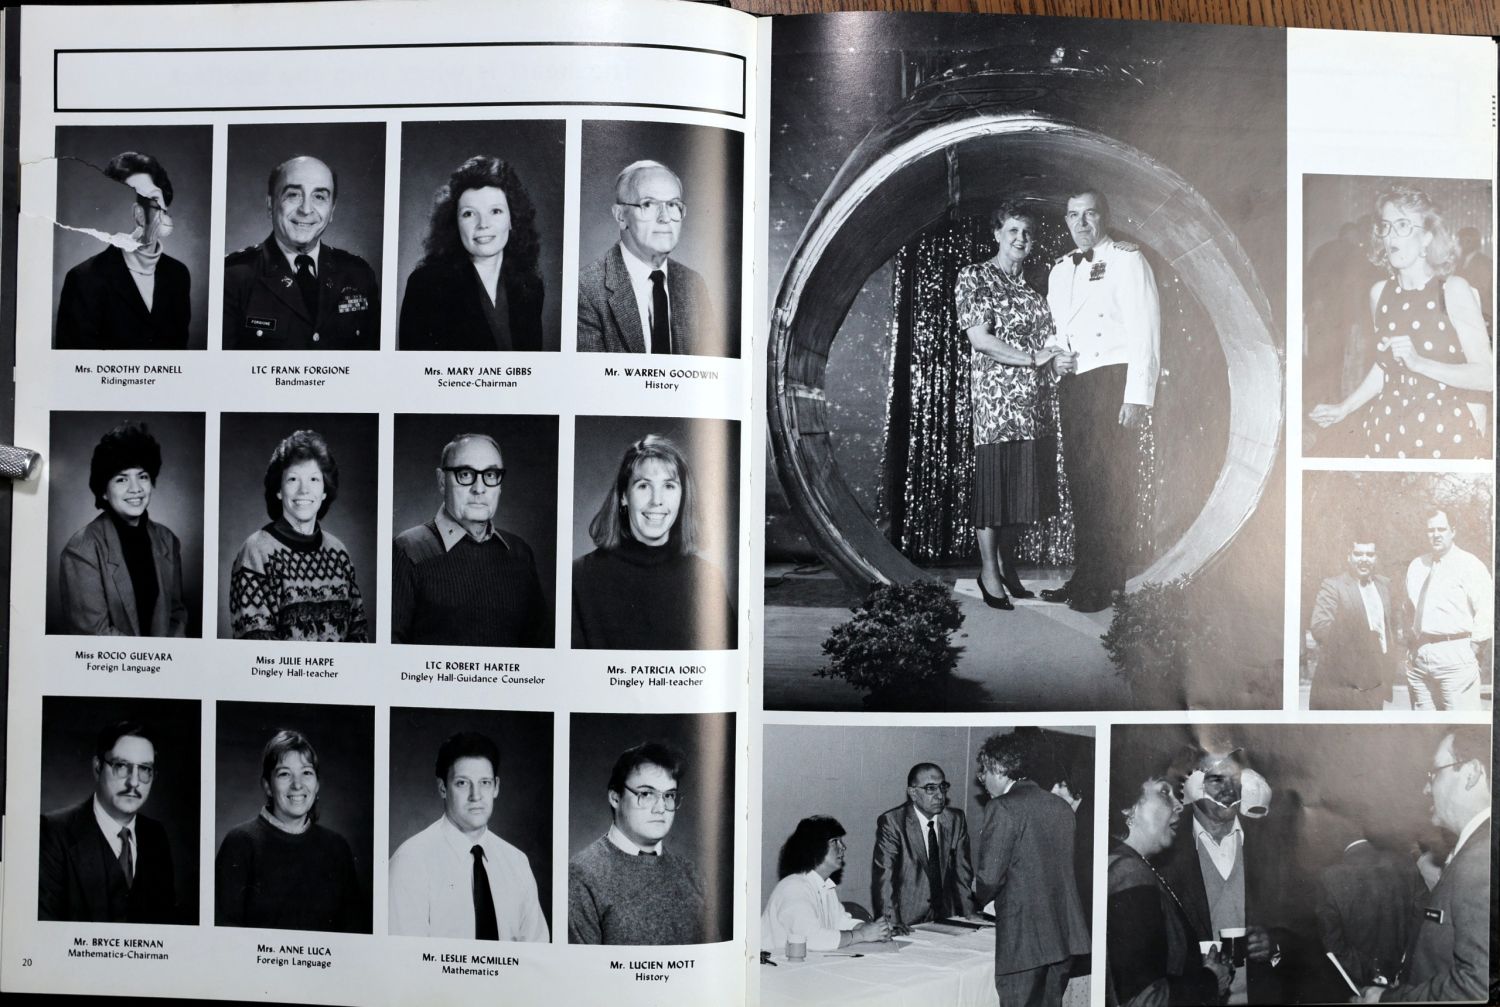 Mrs. DOROTHY DARNELL
Ridingmaster
LTC FRANK FORGIONE
Bandmaster
Mrs. MARY JANE GIBBS
Science-Chairman
Mr. WARREN GOODWIN
History
FORGIONE
Miss ROCIO GUEVARA
Foreign Language
Miss JULIE HARPE
Dingley Hall-teacher
LTC ROBERT HARTER
Dingley Hall-Guidance Counselor
Mrs. PATRICIA IORIO
Dingley Hall-teacher
Mr. BRYCE KIERNAN
Mathematics-Chairman
Mrs. ANNE LUCA
Foreign Language
Mr. LESLIE MCMILLEN
Mathematics
Mr. LUCIEN MOTT
History
20